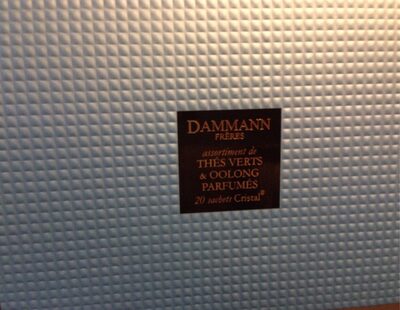 DAMMANN
FRÈRES
assortiment de
THÉS VERTS
& OOLONG
PARFUMÉS
20 sachets Cristal®